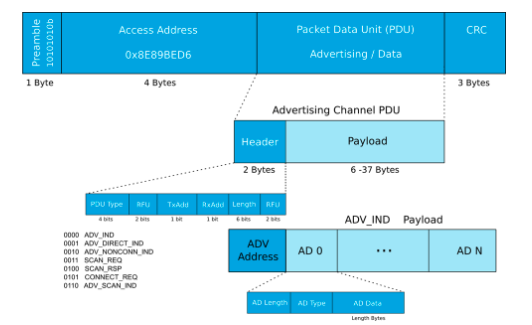 Preamble
10101010b
Access Address
0x8E89BED6
Packet Data Unit (PDU)
Advertising / Data
CRC
1 Byte
4 Bytes
3 Bytes
Advertising Channel PDU
Header
Payload
2 Bytes
6 -37 Bytes
PDU Type
RFU
TxAdd
RxAdd
Length
RFU
4 bits
2 bits
1 bit
1 bit
6 bits
2 bits
0000 ADV_IND
0001 ADV_DIRECT_IND
0010 ADV_NONCONN_IND
0011 SCAN_REQ
0100 SCAN_RSP
0101 CONNECT_REQ
0110 ADV_SCAN_IND
ADV_IND Payload
ADV
Address
AD 0
...
AD N
AD Length
AD Type
AD Data
Length Bytes